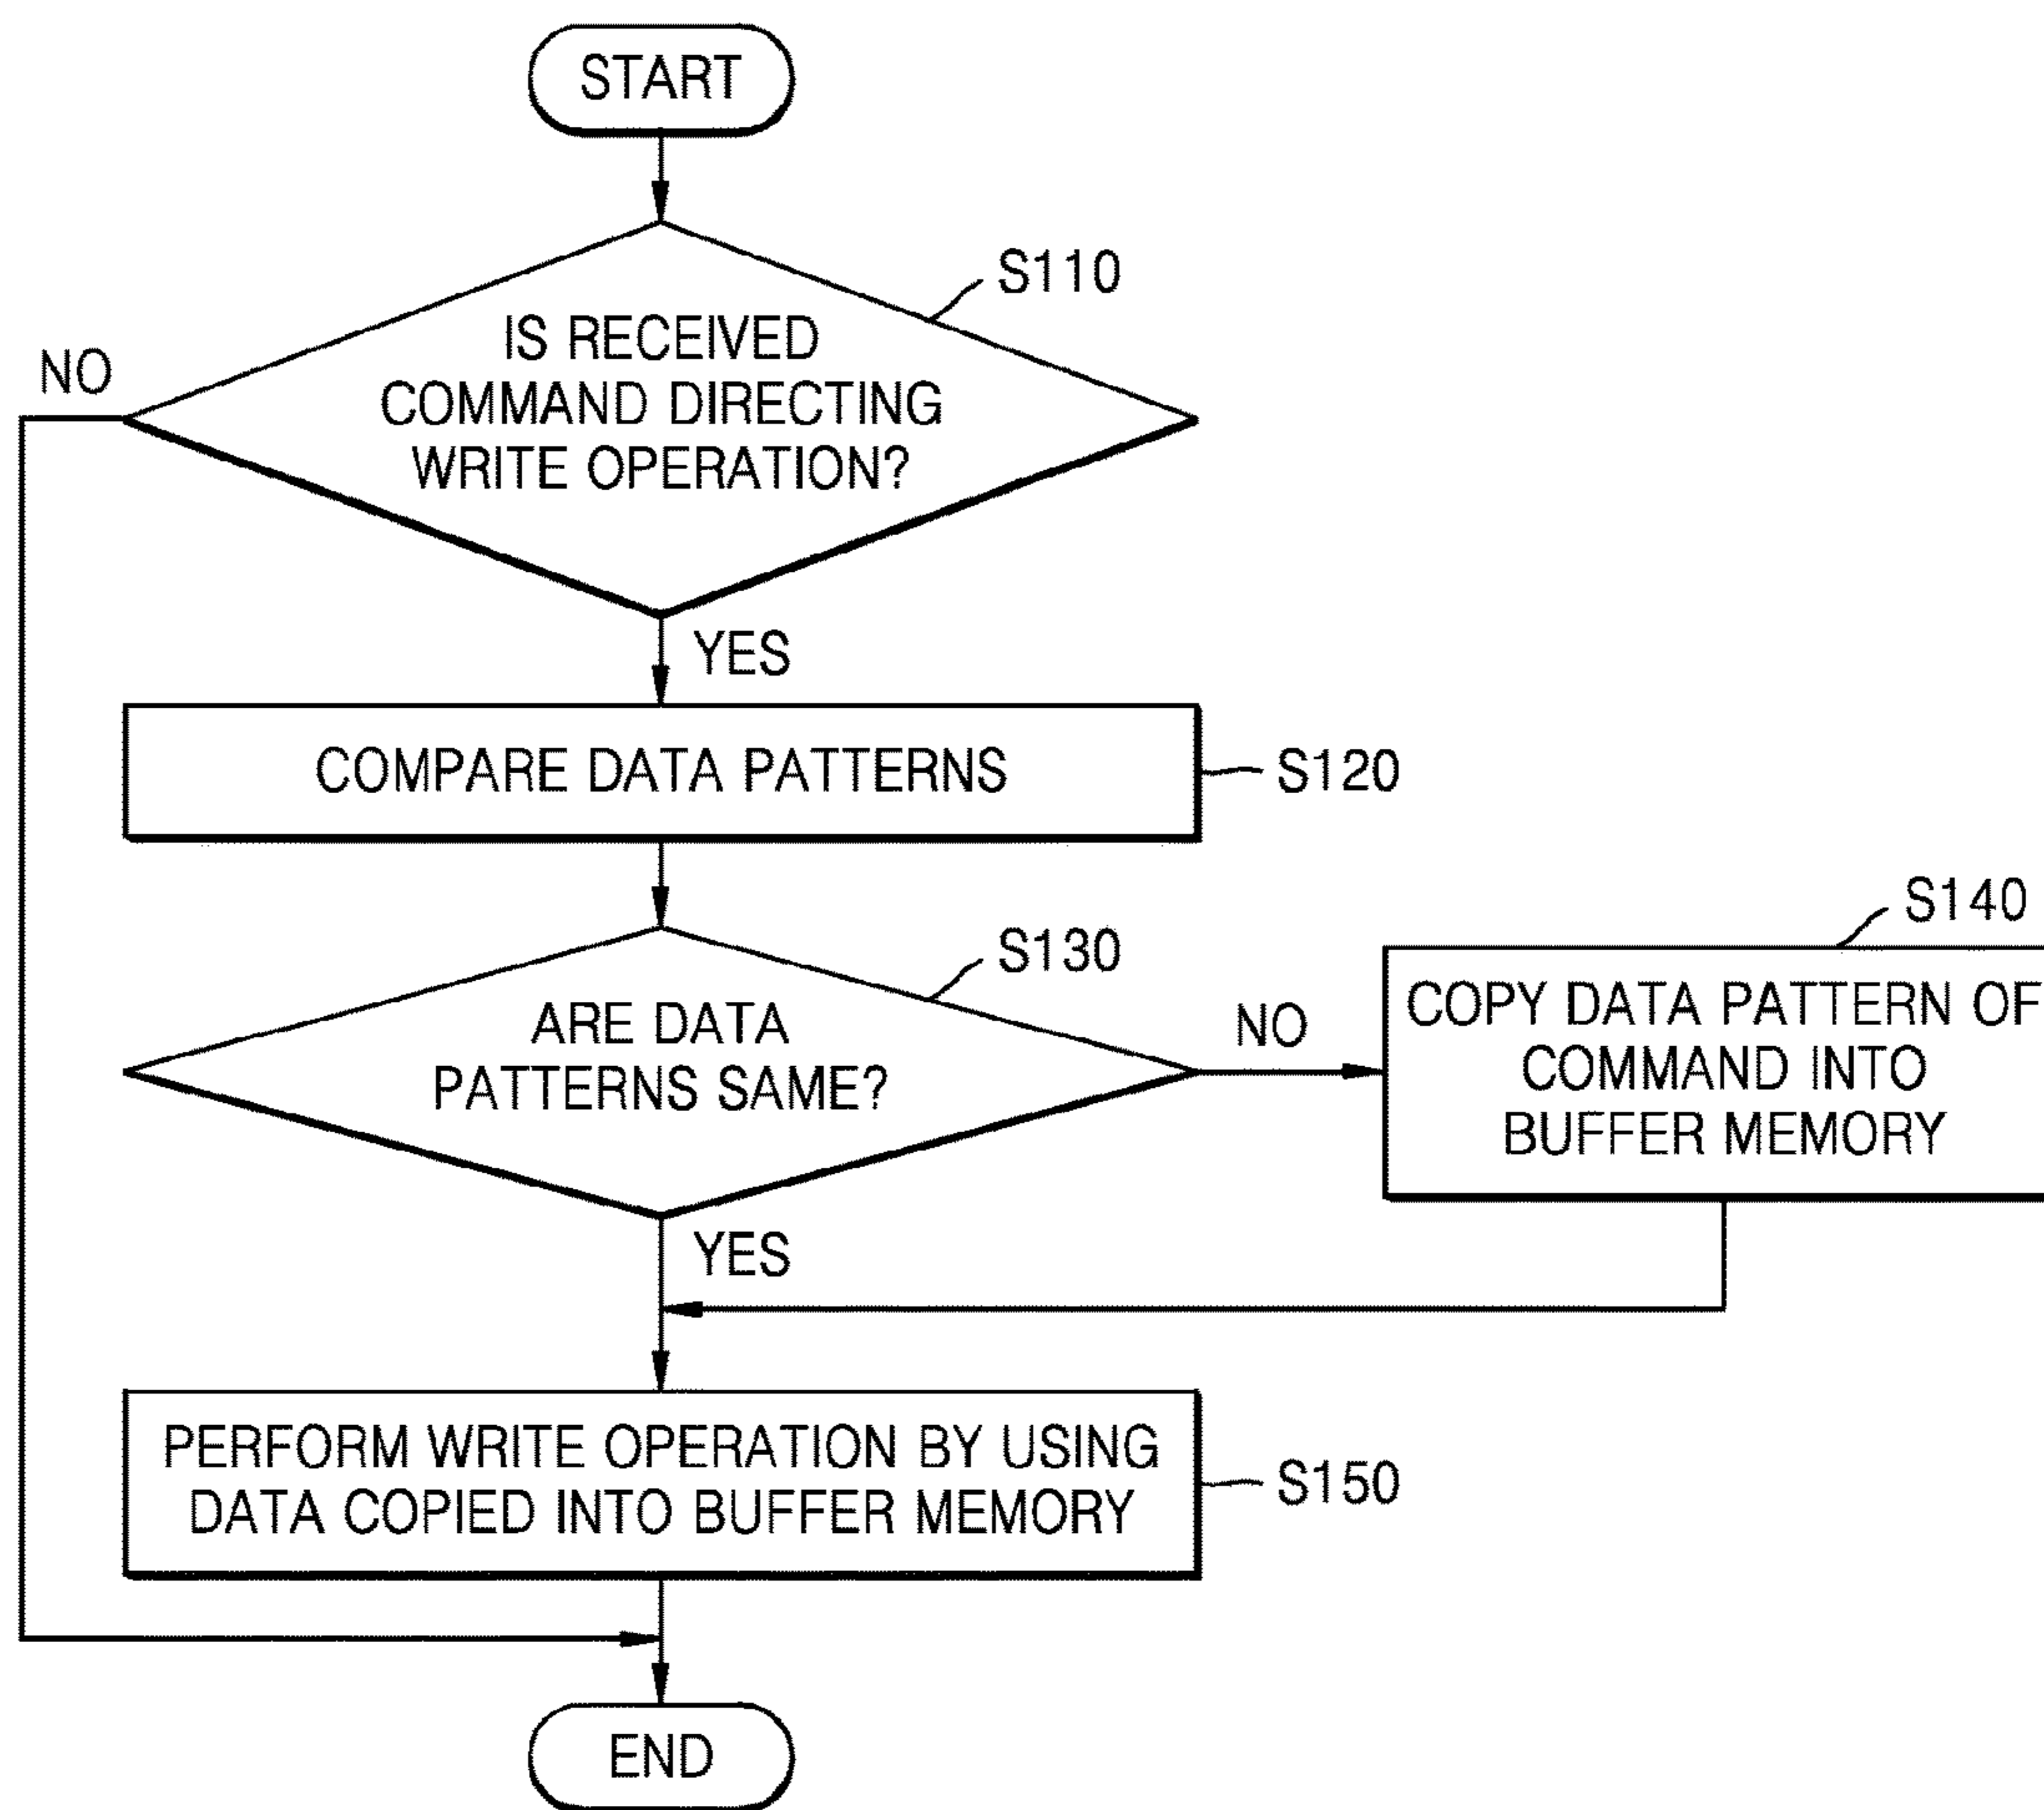 START
S110
IS RECEIVED
COMMAND DIRECTING
WRITE OPERATION?
NO
YES
COMPARE DATA PATTERNS
S120
S130
ARE DATA
PATTERNS SAME?
NO
S140
COPY DATA PATTERN OF
COMMAND INTO
BUFFER MEMORY
YES
PERFORM WRITE OPERATION BY USING
DATA COPIED INTO BUFFER MEMORY
S150
END